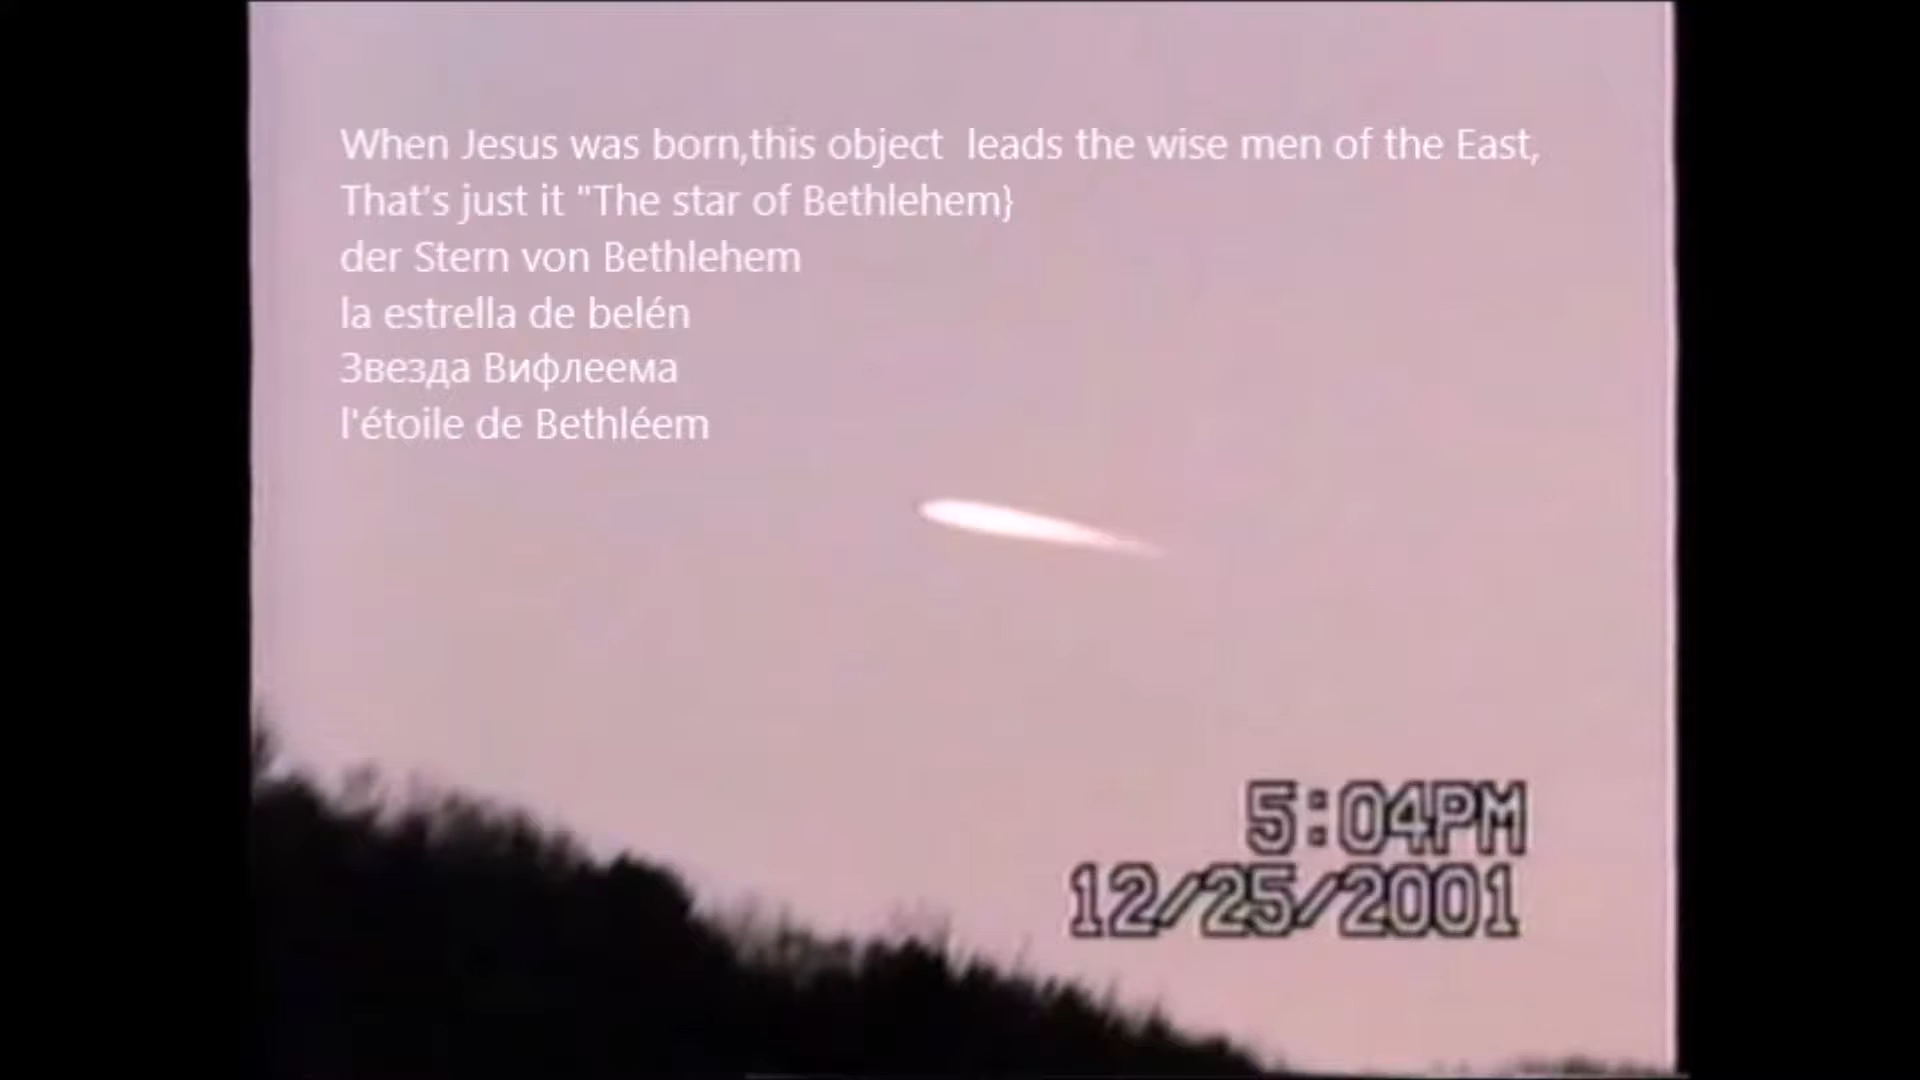 When Jesus was born,this object  leads the wise men of the East,
That's just it "The star of Bethlehem}
der Stern von Bethlehem
la estrella de belén
Звезда Вифлеема
l'étoile de Bethléem
5:04PM
12/25/2001